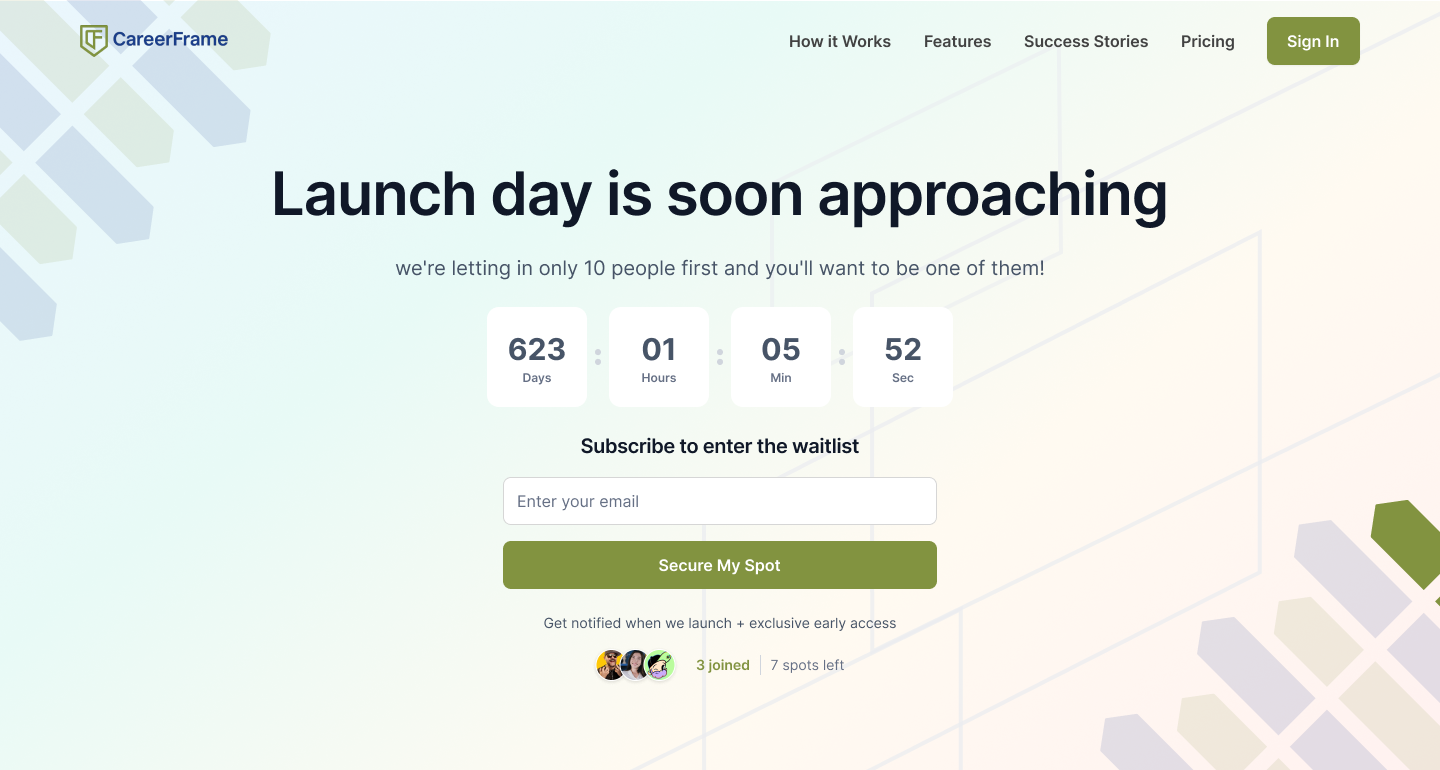 CareerFrame
How it Works
Features
Success Stories
Pricing
Sign In
Launch day is soon approaching
we're letting in only 10 people first and you'll want to be one of them!
623 : 01 : 05 : 52
Days Hours Min Sec
Subscribe to enter the waitlist
Enter your email
Secure My Spot
Get notified when we launch + exclusive early access
3 joined | 7 spots left